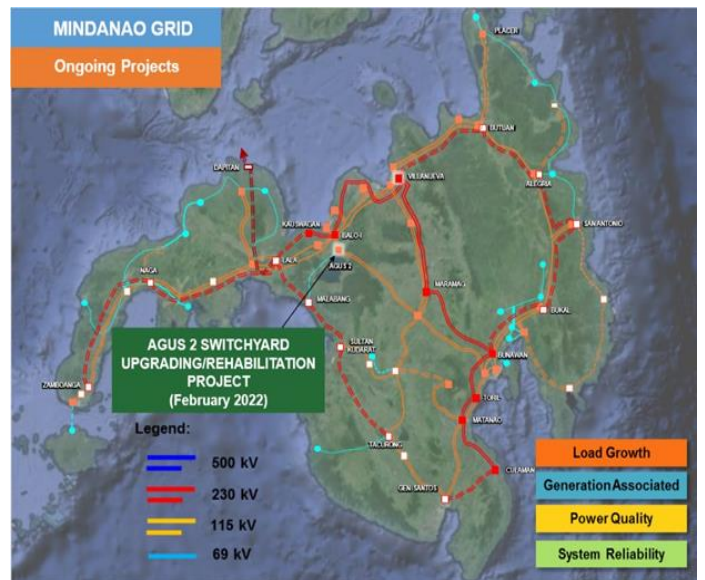 MINDANAO GRID
Ongoing Projects
PLACER
BUTUAN
DAPITAN
VILLANUEVA
ALEGRIA
KAUSWAGAN
BALO-I
SAN ANTONIO
LALA
AGUS 2
NAGA
MALABANG
MARAMAG
BUKAL
SULTAN
KUDARAT
BUNAWAN
AGUS 2 SWITCHYARD
UPGRADING/REHABILITATION
PROJECT
(February 2022)
ZAMBOANGA
TORIL
MATANAO
Legend:
TACURONG
CULAMAN
GEN. SANTOS
500 kV
230 kV
115 kV
69 kV
Load Growth
Generation Associated
Power Quality
System Reliability